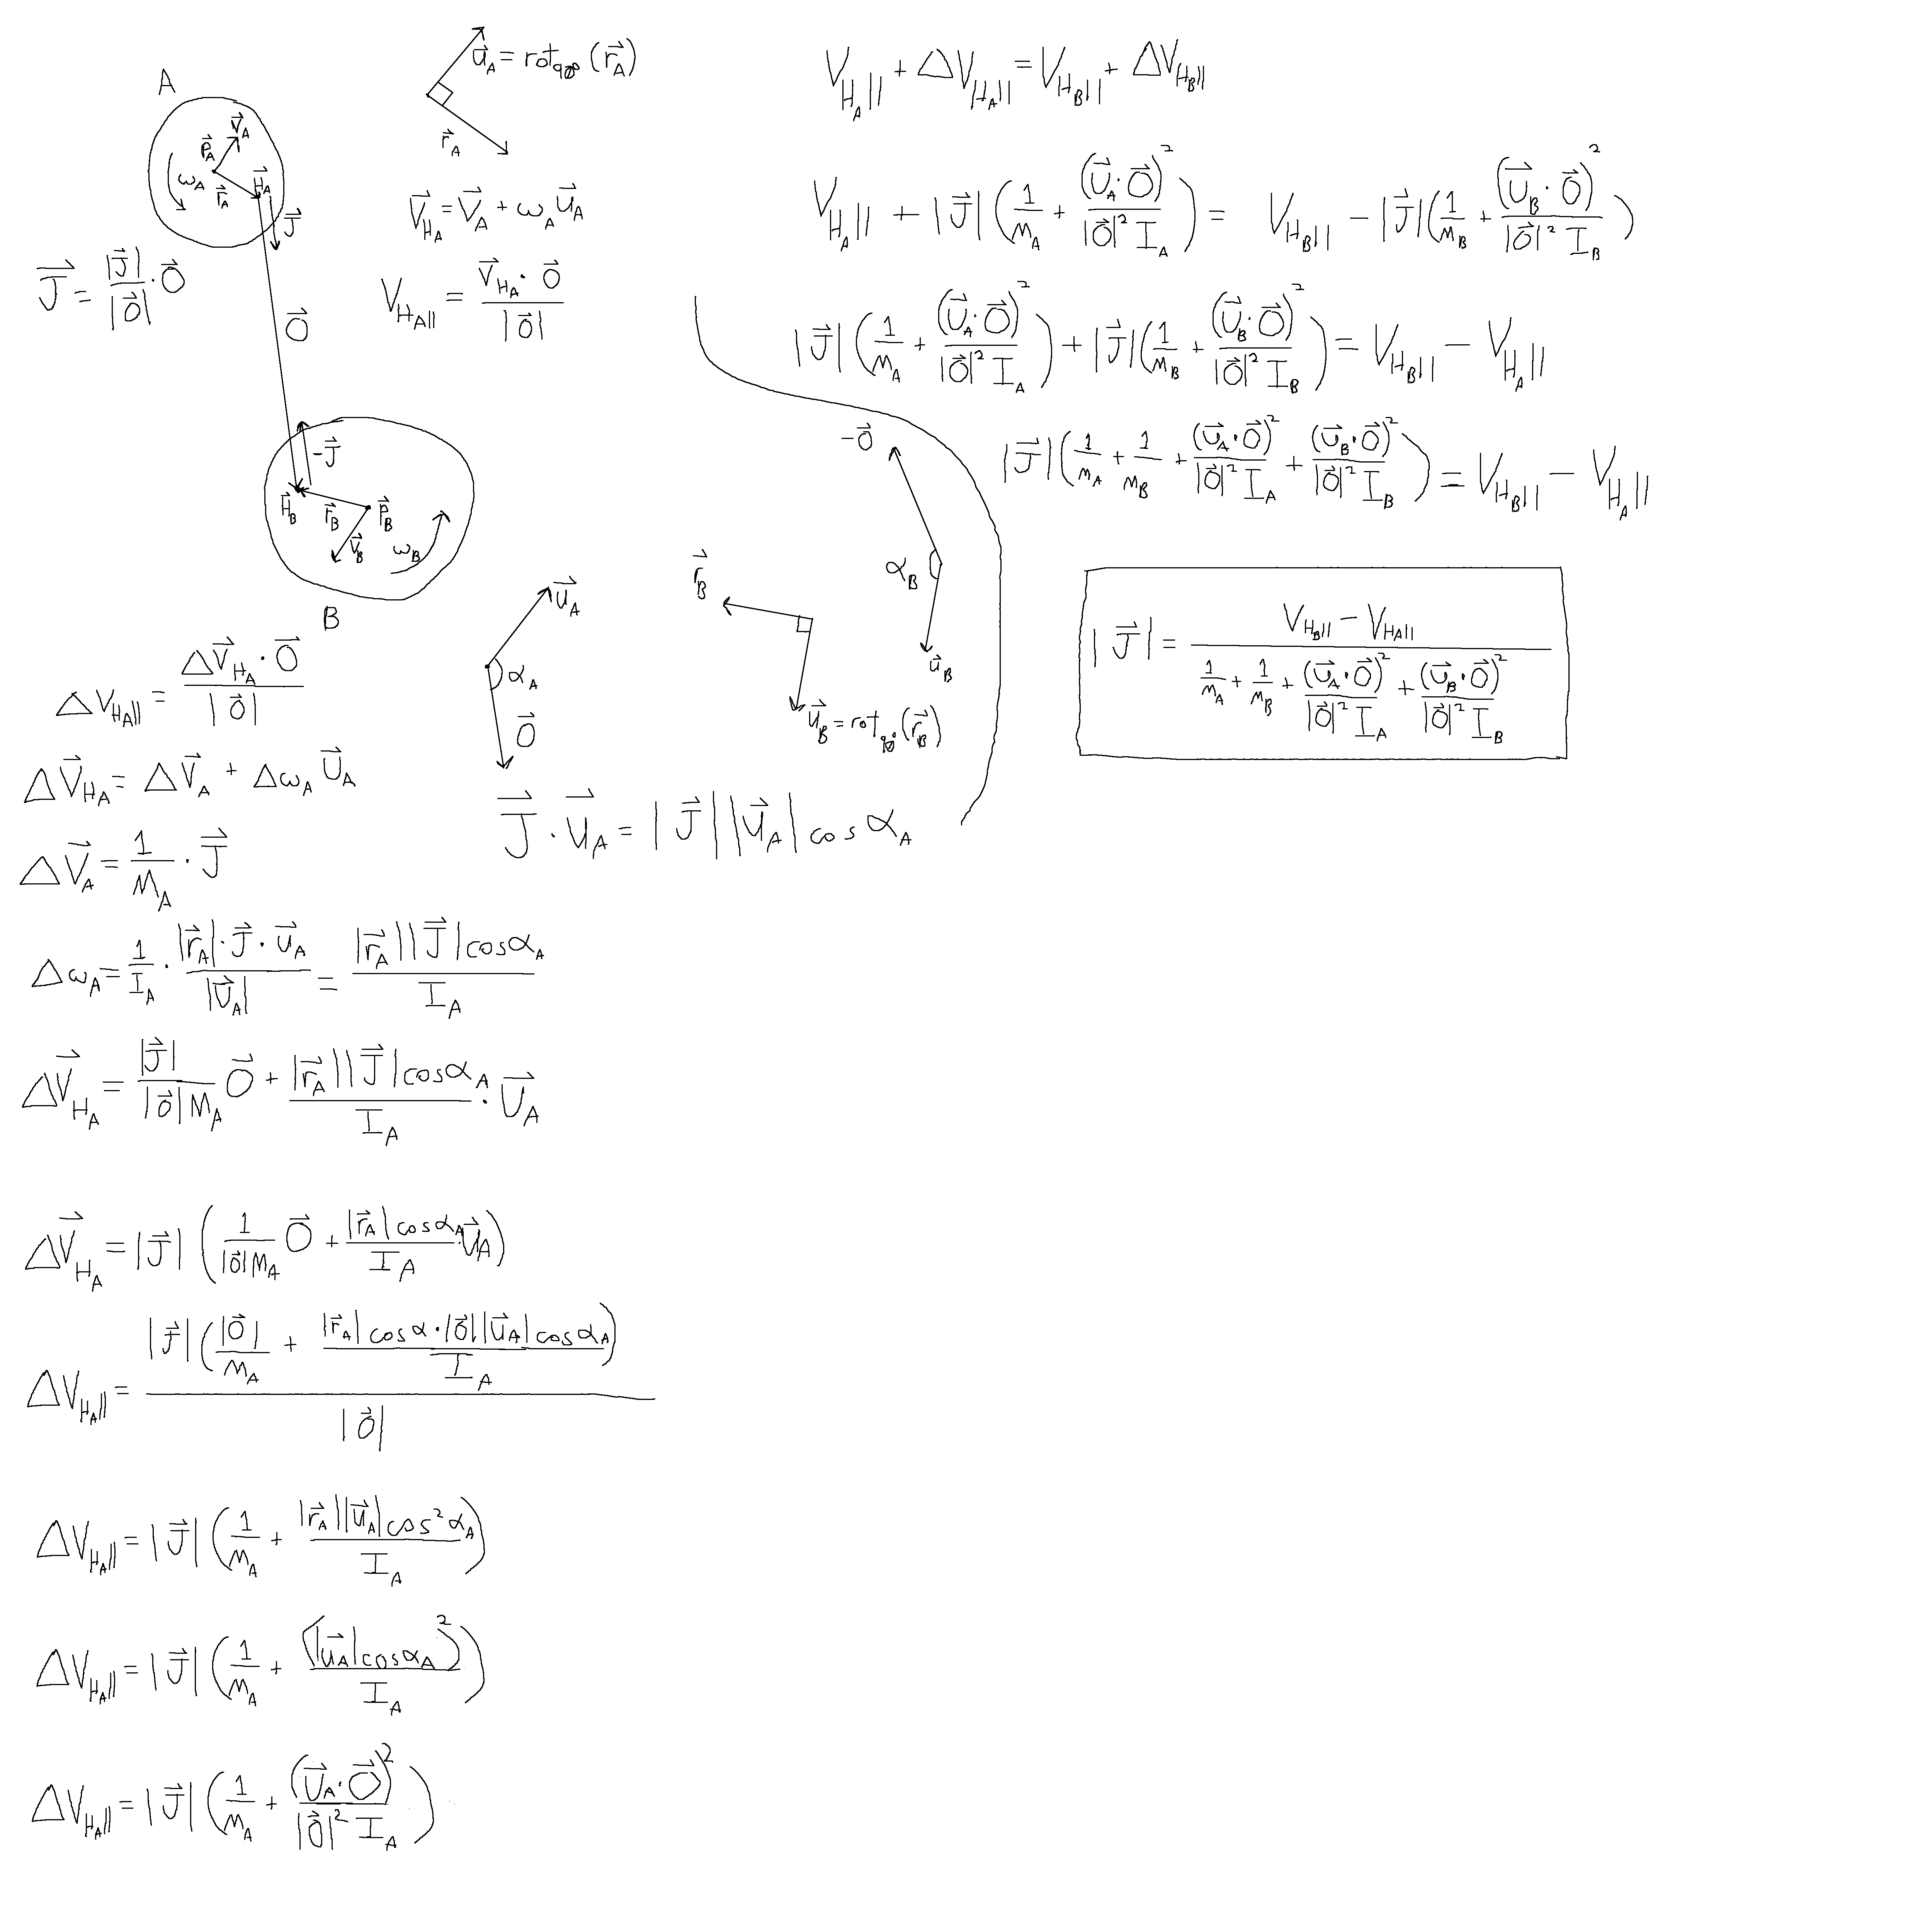 A
$\vec{u}_A = rot_{90°}(\vec{r}_A)$
$\vec{r}_A$
$\vec{V}_A$
$\vec{P}_A$
$\omega_A$
$\vec{r}_A$
$\vec{H}_A$
$\vec{J}$
$\vec{V}_{H_A} = \vec{V}_A + \omega_A \vec{u}_A$
$\vec{J} = \frac{|\vec{J}|}{|\vec{O}|} \cdot \vec{O}$
$V_{H_A||} = \frac{\vec{V}_{H_A} \cdot \vec{O}}{|\vec{O}|}$
$\vec{O}$
$-\vec{J}$
$\vec{H}_B$
$\vec{r}_B$
$\vec{P}_B$
$\vec{V}_B$
$\omega_B$
B
$\vec{u}_A$
$\alpha_A$
$\vec{O}$
$\vec{r}_B$
$\vec{u}_B = rot_{90°}(\vec{r}_B)$
$-\vec{O}$
$\alpha_B$
$\vec{u}_B$
$\vec{J} \cdot \vec{u}_A = |\vec{J}||\vec{u}_A| \cos \alpha_A$
$\Delta V_{H_A||} = \frac{\Delta \vec{V}_{H_A} \cdot \vec{O}}{|\vec{O}|}$
$\Delta \vec{V}_{H_A} = \Delta \vec{V}_A + \Delta \omega_A \vec{U}_A$
$\Delta \vec{V}_A = \frac{1}{M_A} \cdot \vec{J}$
$\Delta \omega_A = \frac{1}{I_A} \cdot \frac{|\vec{r}_A| \cdot \vec{J} \cdot \vec{u}_A}{|\vec{U}_A|} = \frac{|\vec{r}_A||\vec{J}| \cos \alpha_A}{I_A}$
$\Delta \vec{V}_{H_A} = \frac{|\vec{J}|}{|\vec{O}| M_A} \vec{O} + \frac{|\vec{r}_A||\vec{J}| \cos \alpha_A}{I_A} \cdot \vec{U}_A$
$\Delta \vec{V}_{H_A} = |\vec{J}| \left( \frac{1}{|\vec{O}| M_A} \vec{O} + \frac{|\vec{r}_A| \cos \alpha_A}{I_A} \cdot \vec{U}_A \right)$
$\Delta V_{H_A||} = \frac{|\vec{J}| \left( \frac{|\vec{O}|}{M_A} + \frac{|\vec{r}_A| \cos \alpha \cdot |\vec{O}||\vec{u}_A| \cos \alpha_A}{I_A} \right)}{|\vec{O}|}$
$\Delta V_{H_A||} = |\vec{J}| \left( \frac{1}{M_A} + \frac{|\vec{r}_A||\vec{u}_A| \cos^2 \alpha_A}{I_A} \right)$
$\Delta V_{H_A||} = |\vec{J}| \left( \frac{1}{M_A} + \frac{(|\vec{u}_A| \cos \alpha_A)^2}{I_A} \right)$
$\Delta V_{H_A||} = |\vec{J}| \left( \frac{1}{M_A} + \frac{(\vec{U}_A \cdot \vec{O})^2}{|\vec{O}|^2 I_A} \right)$
$V_{H_A||} + \Delta V_{H_A||} = V_{H_B||} + \Delta V_{H_B||}$
$V_{H_A||} + |\vec{J}| \left( \frac{1}{M_A} + \frac{(\vec{U}_A \cdot \vec{O})^2}{|\vec{O}|^2 I_A} \right) = V_{H_B||} - |\vec{J}| \left( \frac{1}{M_B} + \frac{(\vec{U}_B \cdot \vec{O})^2}{|\vec{O}|^2 I_B} \right)$
$|\vec{J}| \left( \frac{1}{M_A} + \frac{(\vec{U}_A \cdot \vec{O})^2}{|\vec{O}|^2 I_A} \right) + |\vec{J}| \left( \frac{1}{M_B} + \frac{(\vec{U}_B \cdot \vec{O})^2}{|\vec{O}|^2 I_B} \right) = V_{H_B||} - V_{H_A||}$
$|\vec{J}| \left( \frac{1}{M_A} + \frac{1}{M_B} + \frac{(\vec{U}_A \cdot \vec{O})^2}{|\vec{O}|^2 I_A} + \frac{(\vec{U}_B \cdot \vec{O})^2}{|\vec{O}|^2 I_B} \right) = V_{H_B||} - V_{H_A||}$
$|\vec{J}| = \frac{V_{H_B||} - V_{H_A||}}{\frac{1}{M_A} + \frac{1}{M_B} + \frac{(\vec{U}_A \cdot \vec{O})^2}{|\vec{O}|^2 I_A} + \frac{(\vec{U}_B \cdot \vec{O})^2}{|\vec{O}|^2 I_B}}$